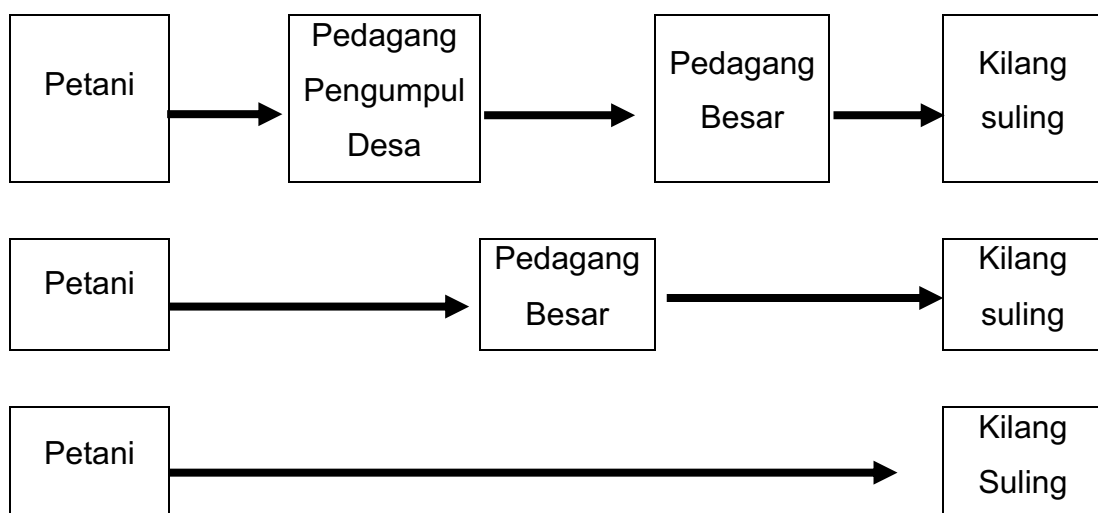 Petani
Pedagang
Pengumpul
Desa
Pedagang
Besar
Kilang
suling
Petani
Pedagang
Besar
Kilang
suling
Petani
Kilang
Suling